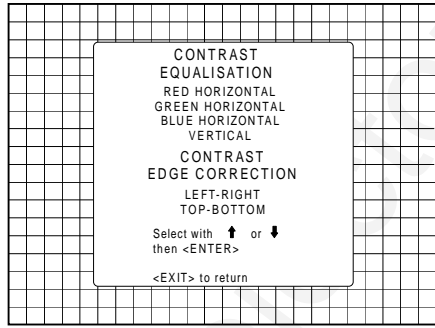 CONTRAST
EQUALISATION
RED HORIZONTAL
GREEN HORIZONTAL
BLUE HORIZONTAL
VERTICAL
CONTRAST
EDGE CORRECTION
LEFT-RIGHT
TOP-BOTTOM
Select with ⬆ or ⬇
then <ENTER>
<EXIT> to return